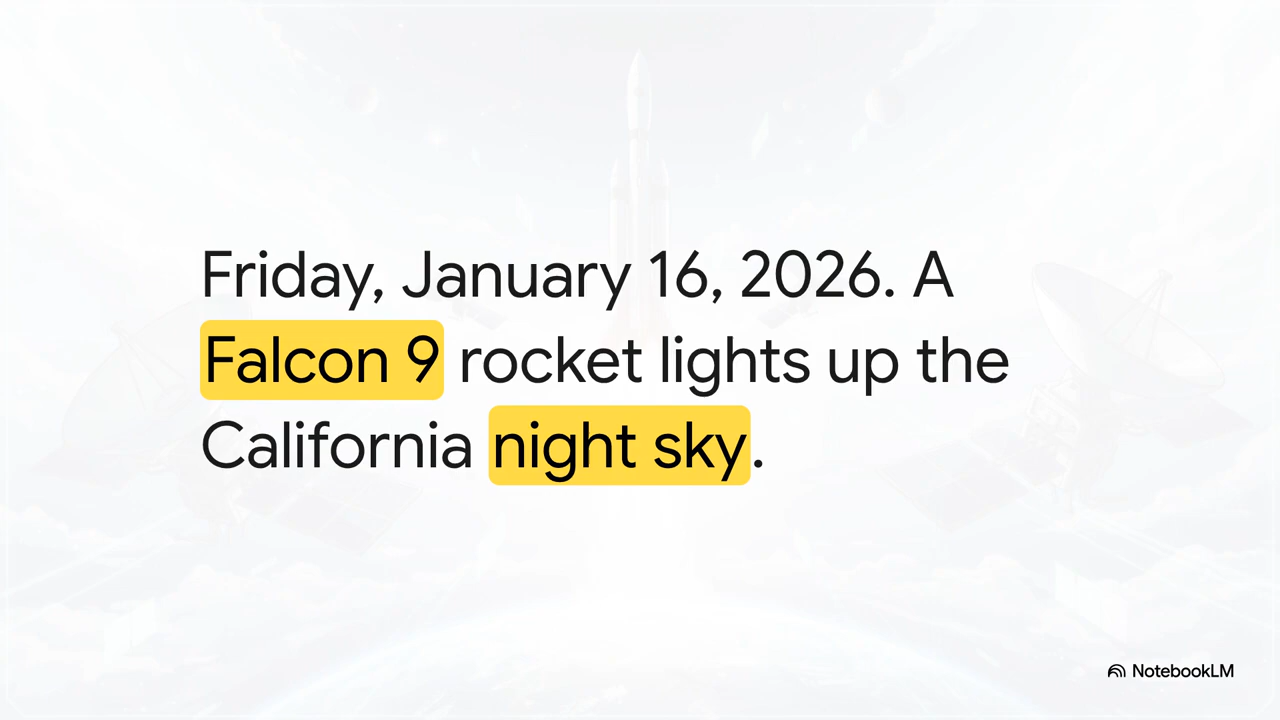 Friday, January 16, 2026. A
Falcon 9 rocket lights up the
California night sky.
NotebookLM